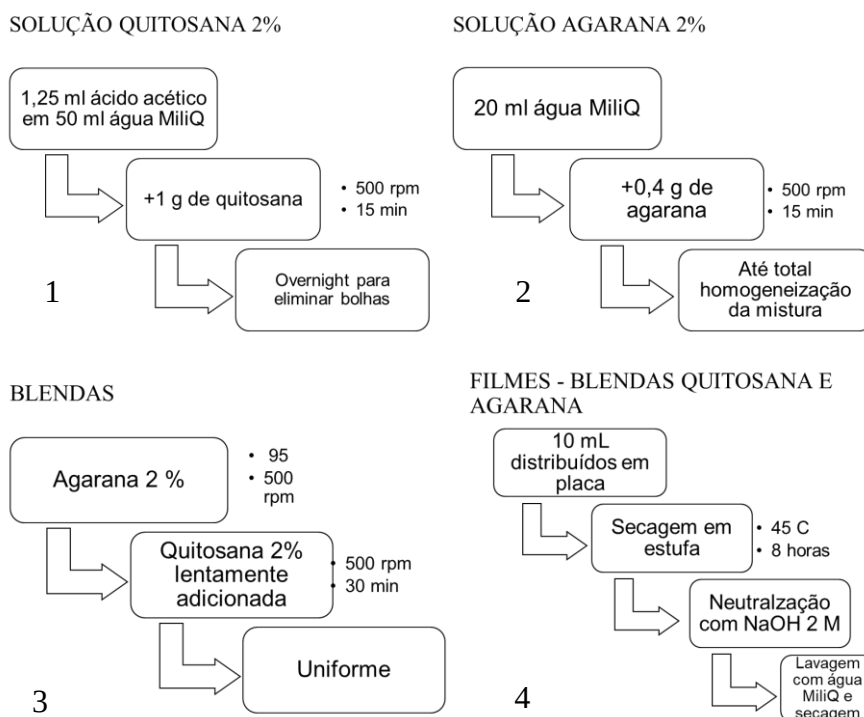 SOLUÇÃO QUITOSANA 2%
1,25 ml ácido acético
em 50 ml água MiliQ
+1 g de quitosana
• 500 rpm
• 15 min
Overnight para
eliminar bolhas
1
SOLUÇÃO AGARANA 2%
20 ml água MiliQ
+0,4 g de
agarana
• 500 rpm
• 15 min
Até total
homogeneização
da mistura
2
BLENDAS
Agarana 2 %
• 95
• 500
rpm
Quitosana 2%
lentamente
adicionada
• 500 rpm
• 30 min
Uniforme
3
FILMES - BLENDAS QUITOSANA E
AGARANA
10 mL
distribuídos em
placa
Secagem em
estufa
• 45 C
• 8 horas
Neutralzação
com NaOH 2 M
Lavagem
com água
MiliQ e
secagem
4